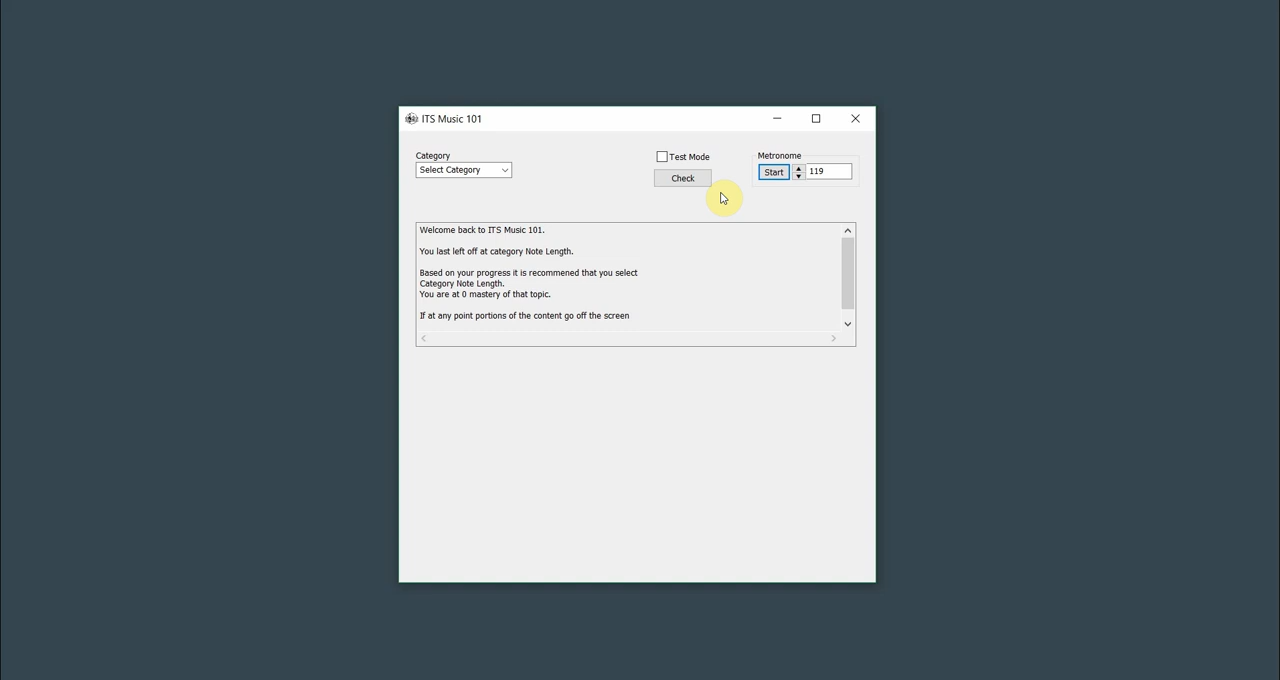 ITS Music 101
Category
Select Category
Test Mode
Check
Metronome
Start
119
Welcome back to ITS Music 101.
You last left off at category Note Length.
Based on your progress it is recommened that you select
Category Note Length.
You are at 0 mastery of that topic.
If at any point portions of the content go off the screen